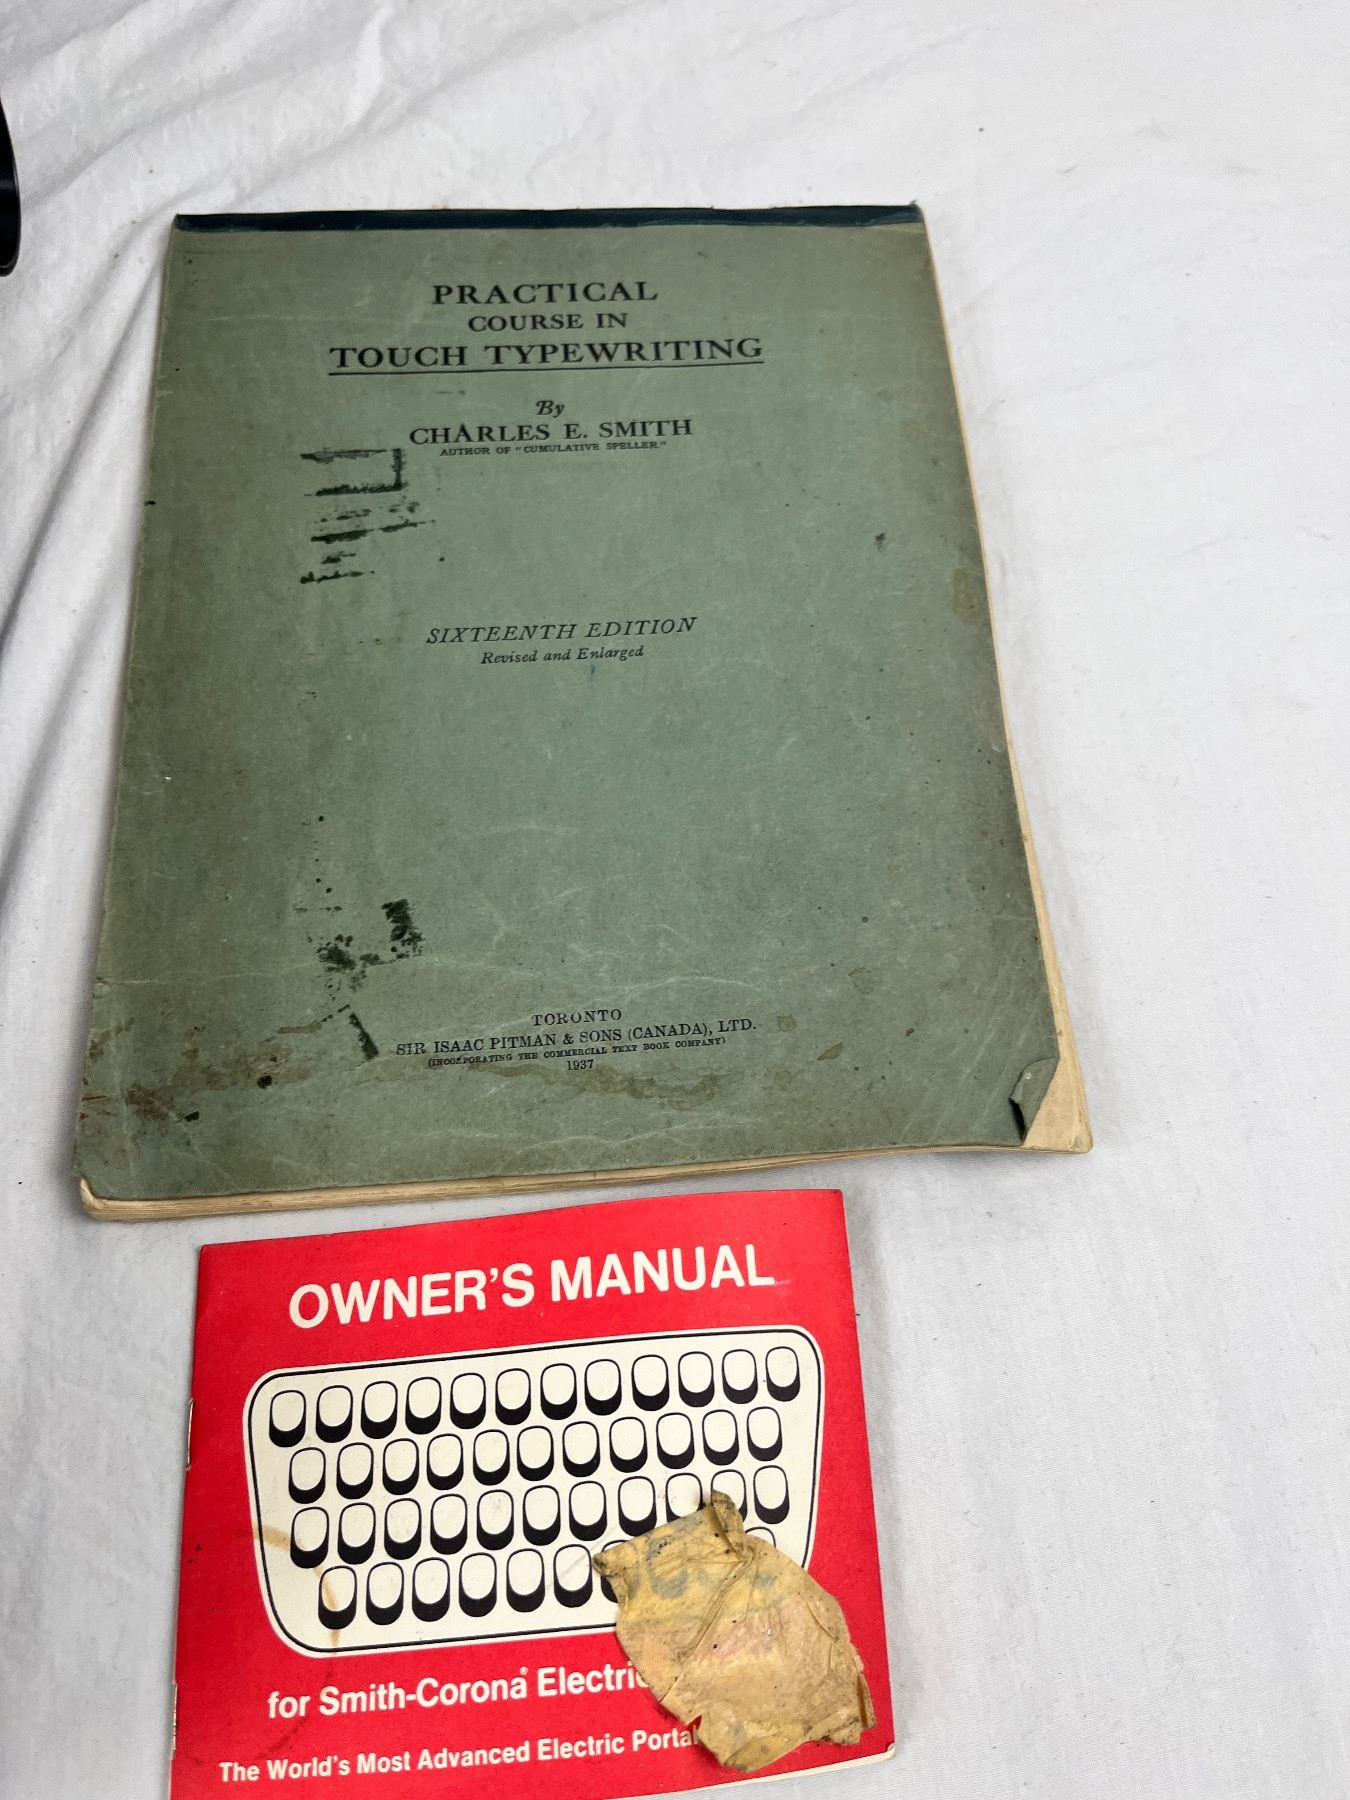 PRACTICAL
COURSE IN
TOUCH TYPEWRITING
By
CHARLES E. SMITH
AUTHOR OF "CUMULATIVE SPELLER"
SIXTEENTH EDITION
Revised and Enlarged
TORONTO
SIR ISAAC PITMAN & SONS (CANADA), LTD.
(INCORPORATING THE COMMERCIAL TEXT BOOK COMPANY)
1937
OWNER'S MANUAL
for Smith-Corona® Electric
The World's Most Advanced Electric